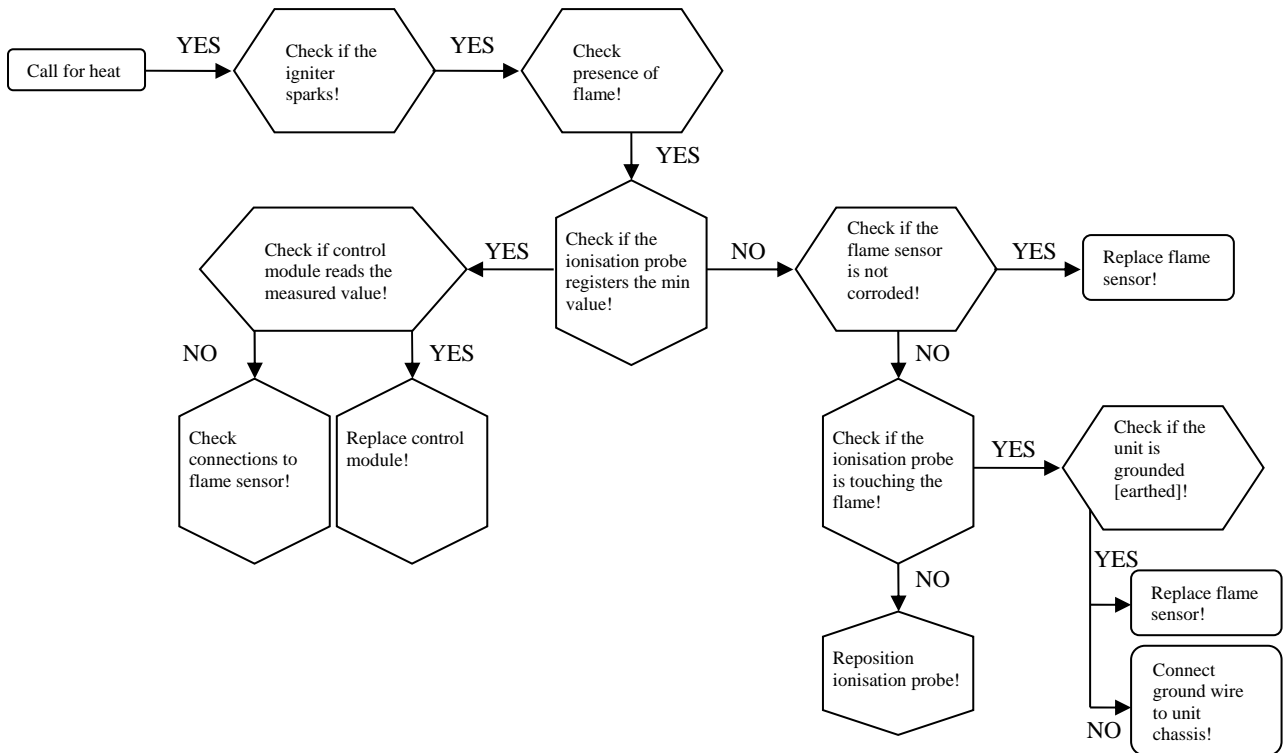 Call for heat
YES
Check if the
igniter
sparks!
YES
Check
presence of
flame!
YES
Check if control
module reads the
measured value!
YES
Check if the
ionisation probe
registers the min
value!
NO
Check if the
flame sensor
is not
corroded!
YES
Replace flame
sensor!
NO
YES
NO
Check
connections to
flame sensor!
Replace control
module!
Check if the
ionisation probe
is touching the
flame!
YES
Check if the
unit is
grounded
[earthed]!
NO
YES
Replace flame
sensor!
Reposition
ionisation probe!
NO
Connect
ground wire
to unit
chassis!